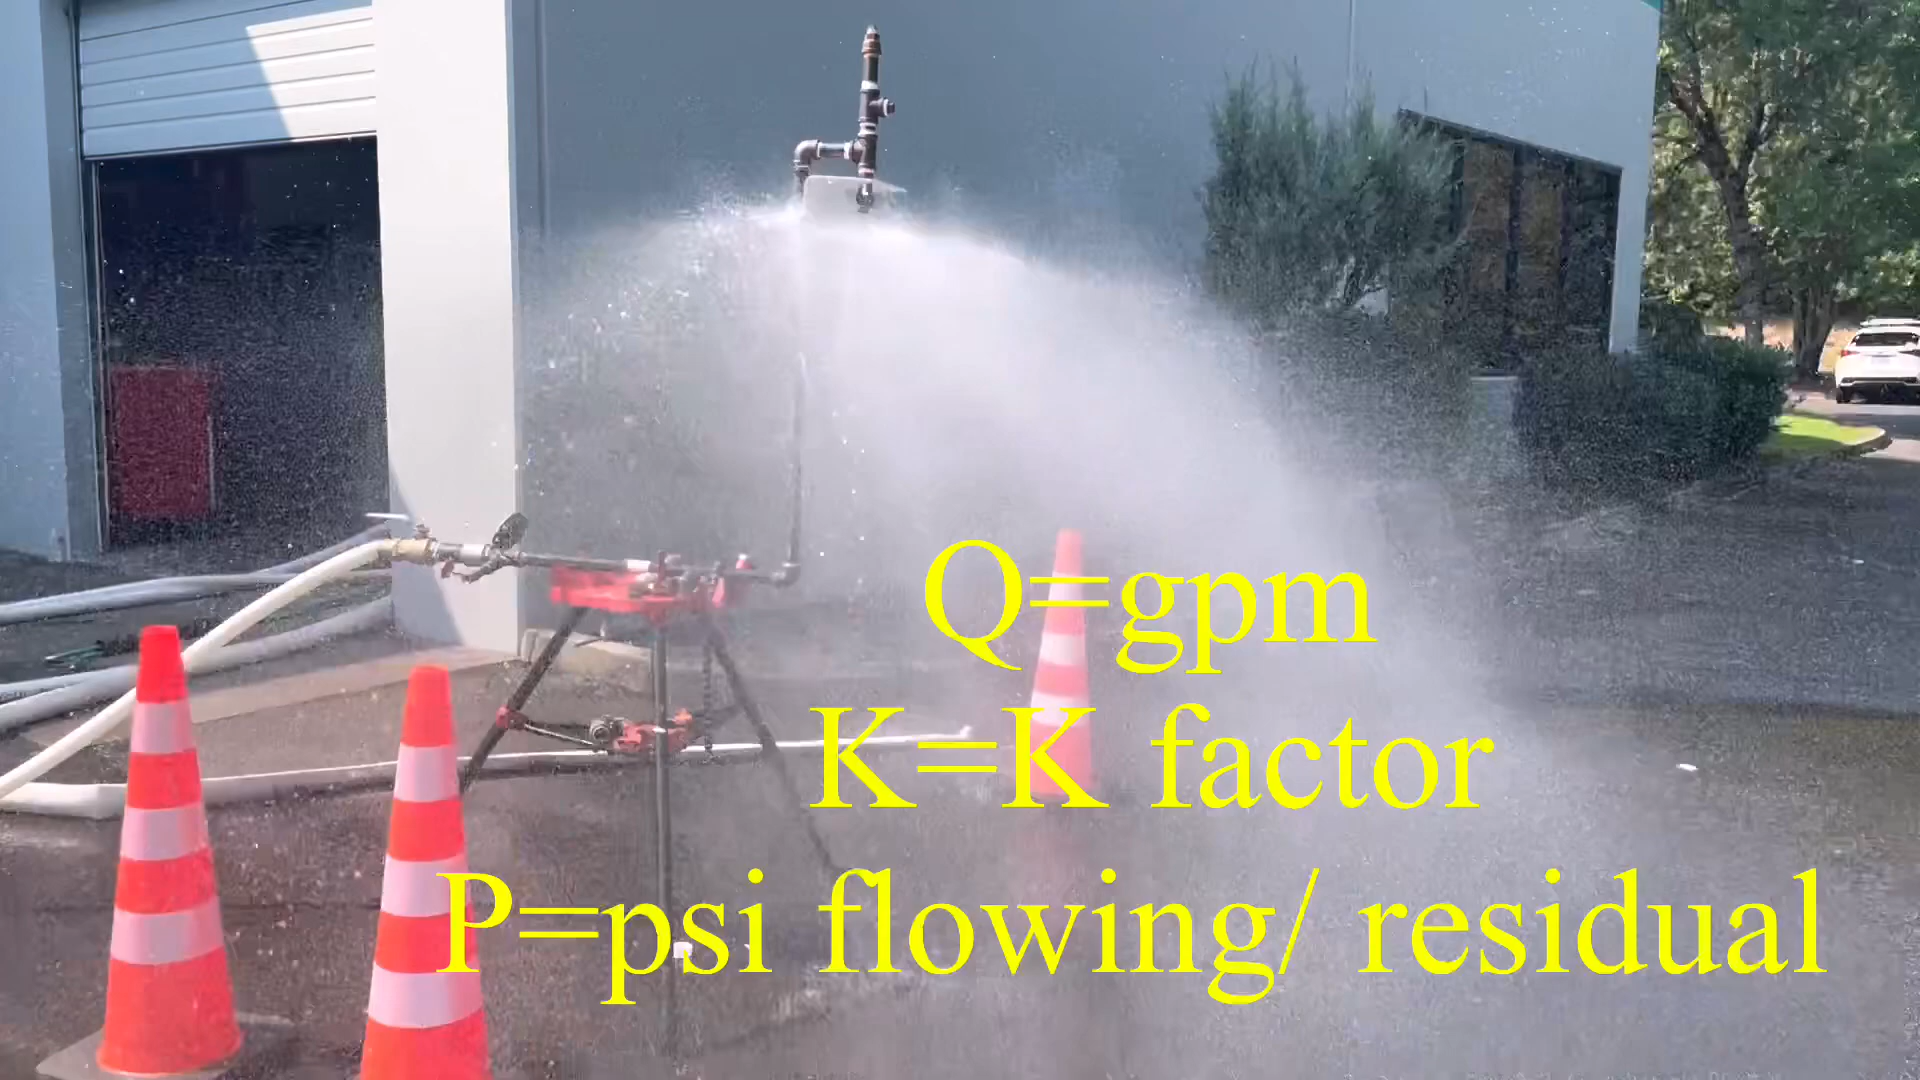 Q=gpm
K=K factor
P=psi flowing/ residual